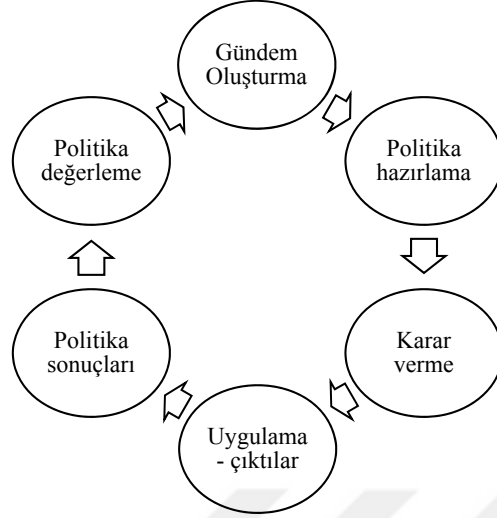 Gündem
Oluşturma
Politika
hazırlama
Karar
verme
Uygulama
- çıktılar
Politika
sonuçları
Politika
değerleme